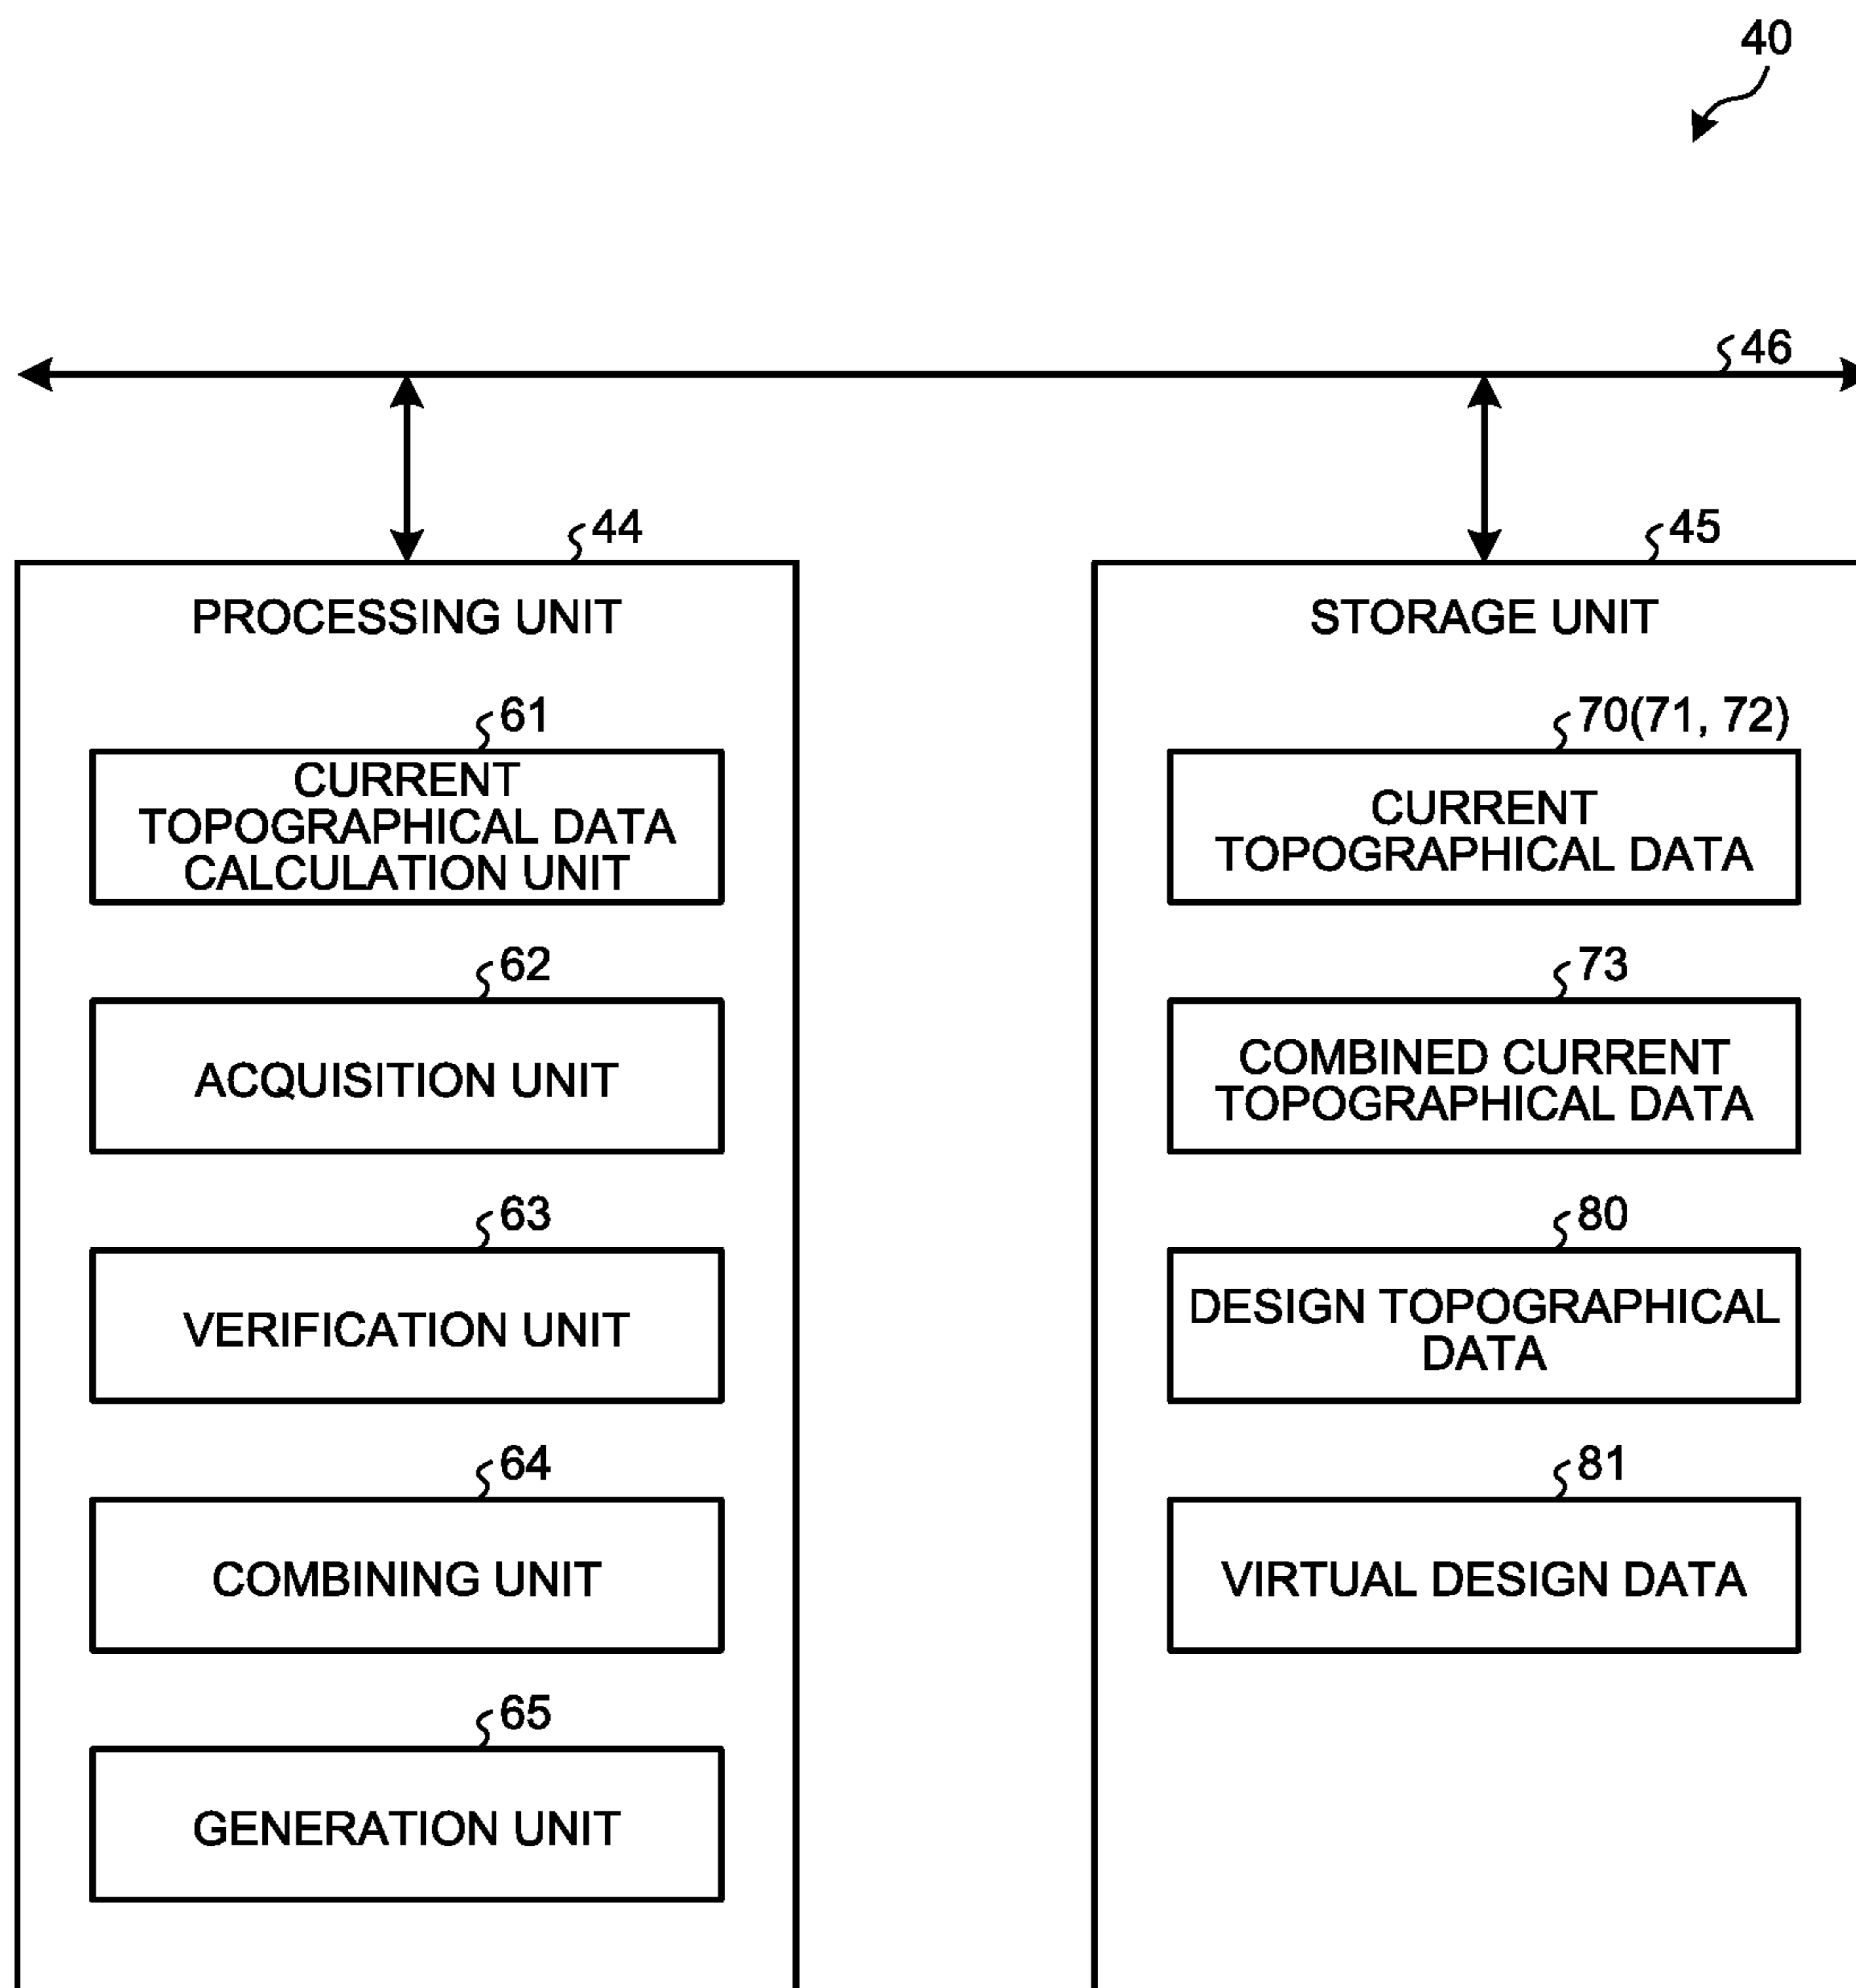 40
46
44
PROCESSING UNIT
61
CURRENT
TOPOGRAPHICAL DATA
CALCULATION UNIT
62
ACQUISITION UNIT
63
VERIFICATION UNIT
64
COMBINING UNIT
65
GENERATION UNIT
45
STORAGE UNIT
70(71, 72)
CURRENT
TOPOGRAPHICAL DATA
73
COMBINED CURRENT
TOPOGRAPHICAL DATA
80
DESIGN TOPOGRAPHICAL
DATA
81
VIRTUAL DESIGN DATA